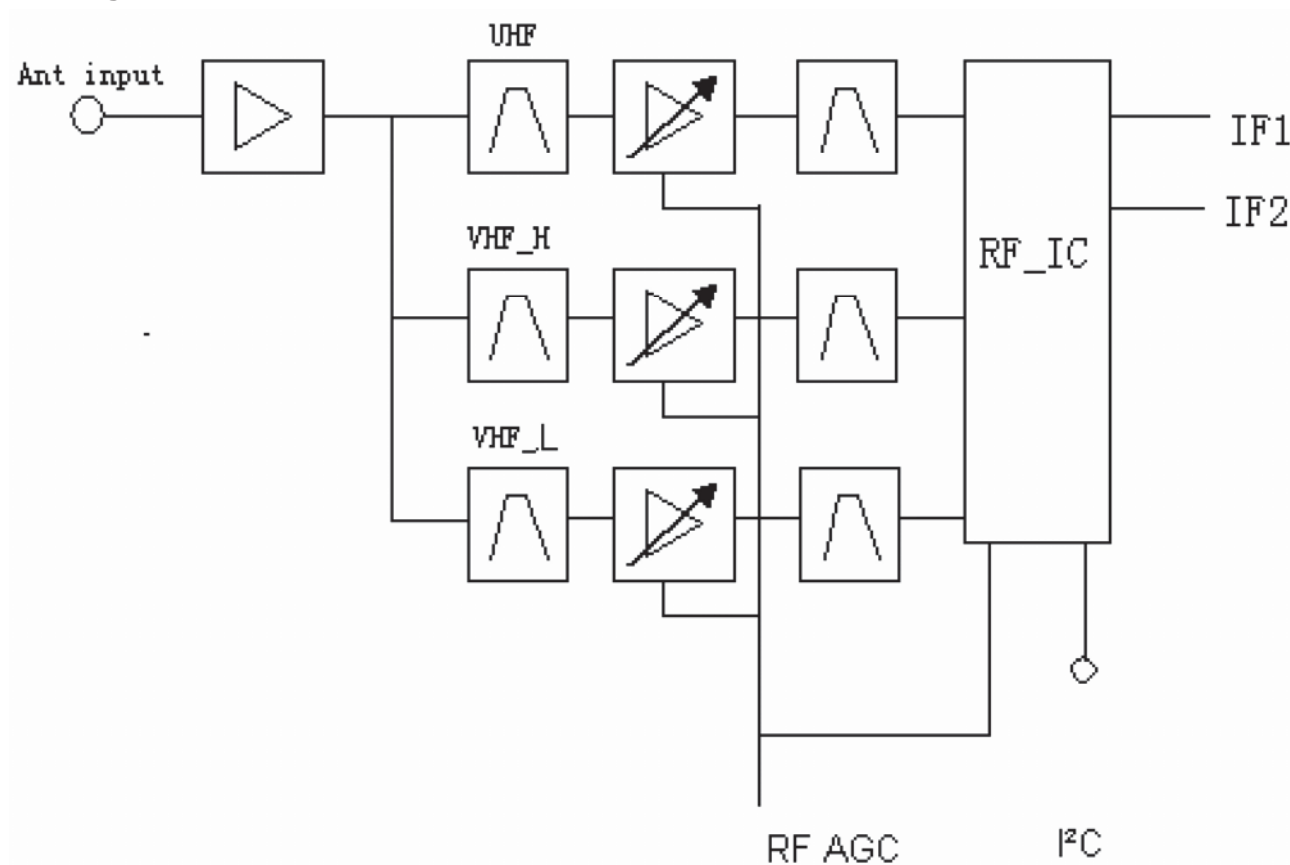 UHF
Ant input
IF1
IF2
VHF_H
RF_IC
VHF_L
RF AGC
I²C